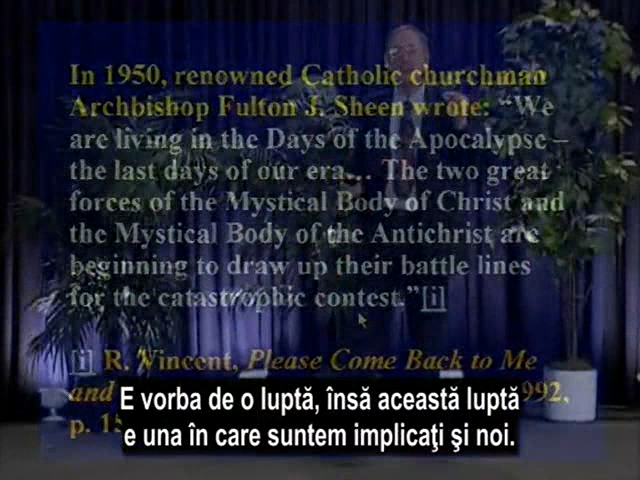 In 1950, renowned Catholic churchman
Archbishop Fulton J. Sheen wrote: “We
are living in the Days of the Apocalypse –
the last days of our era… The two great
forces of the Mystical Body of Christ and
the Mystical Body of the Antichrist are
beginning to draw up their battle lines
for the catastrophic contest.”[i]
[i] R. Vincent, Please Come Back to Me
and 992,
p. 15
E vorba de o luptă, însă această luptă
e una în care suntem implicaţi şi noi.